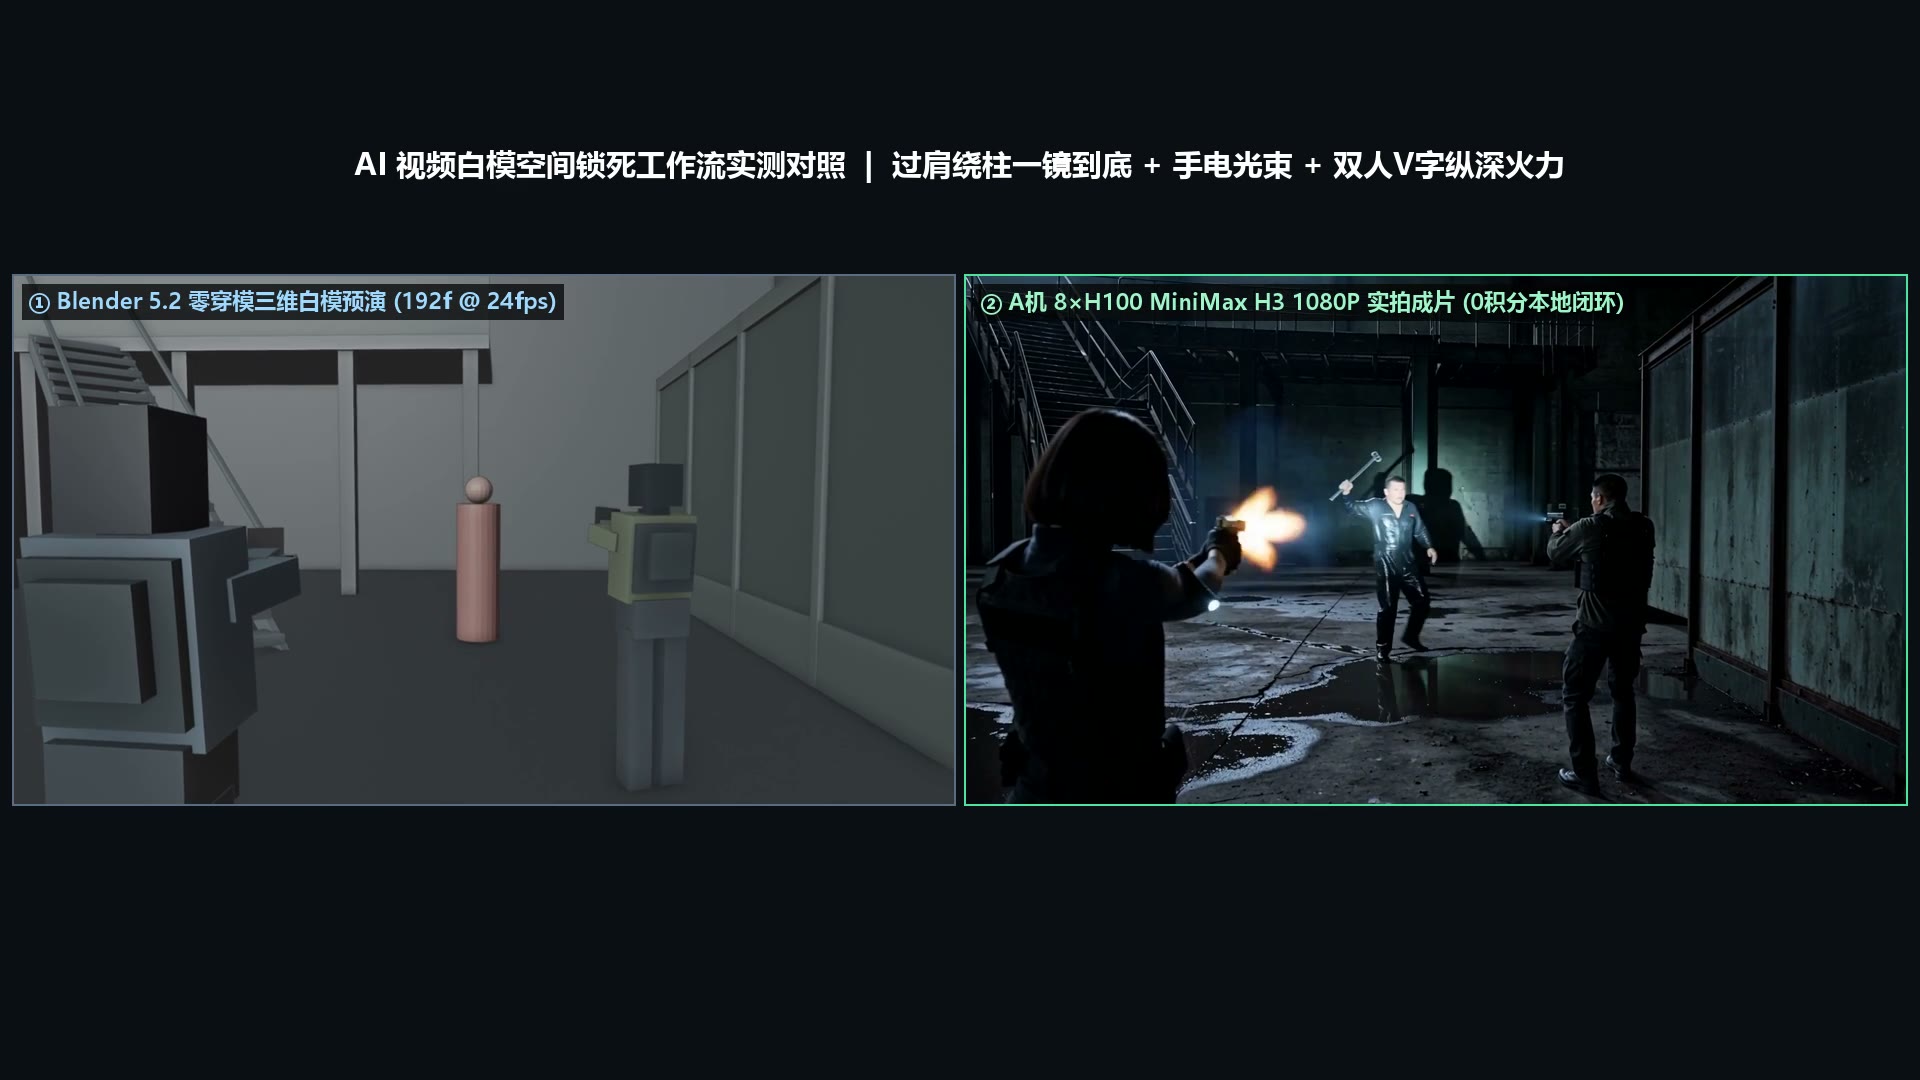 AI 视频白模空间锁死工作流实测对照 | 过肩绕柱一镜到底 + 手电光束 + 双人V字纵深火力
① Blender 5.2 零穿模三维白模预演 (192f @ 24fps)
② A机 8×H100 MiniMax H3 1080P 实拍成片 (0积分本地闭环)